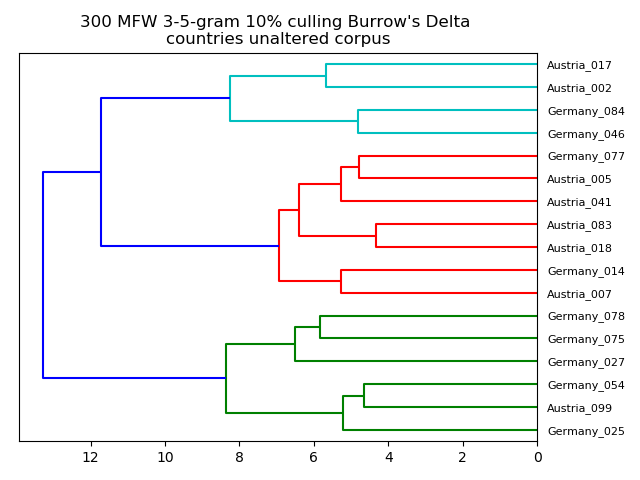 300 MFW 3-5-gram 10% culling Burrow's Delta
countries unaltered corpus
Austria_017
Austria_002
Germany_084
Germany_046
Germany_077
Austria_005
Austria_041
Austria_083
Austria_018
Germany_014
Austria_007
Germany_078
Germany_075
Germany_027
Germany_054
Austria_099
Germany_025
12 10 8 6 4 2 0